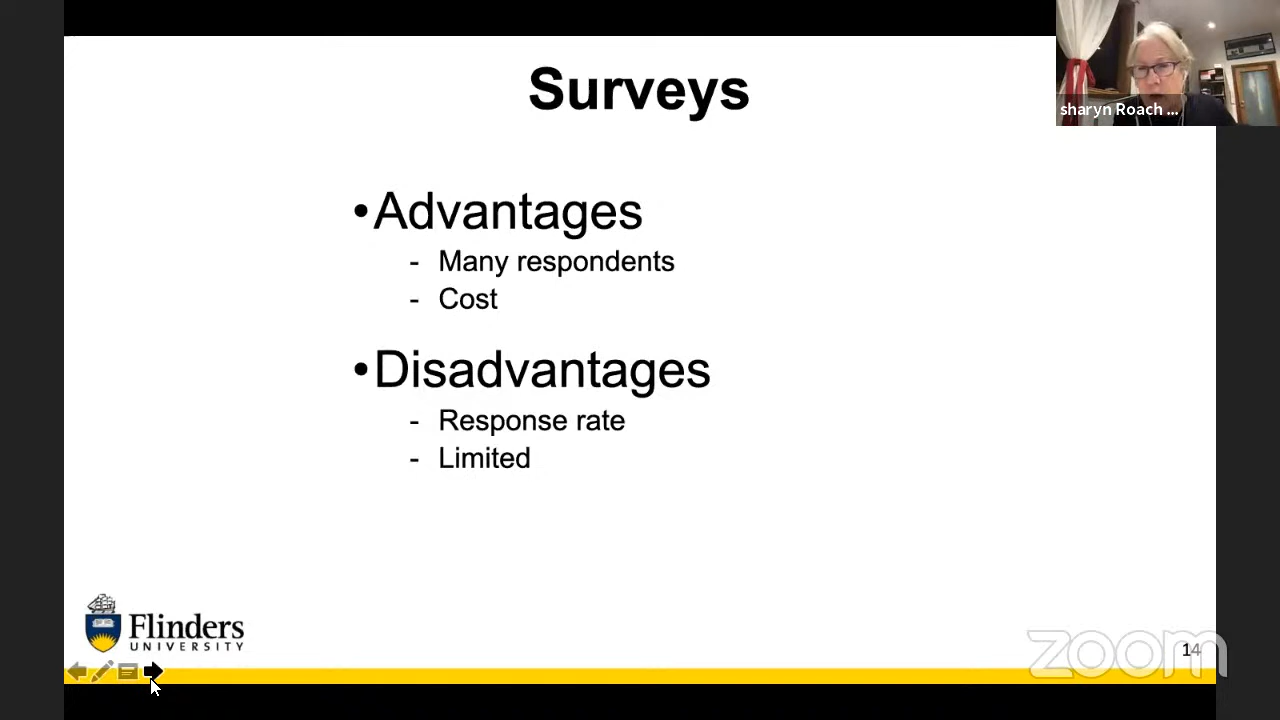 Surveys
sharyn Roach ...
•Advantages
- Many respondents
- Cost
•Disadvantages
- Response rate
- Limited
Flinders
UNIVERSITY
zoom
14